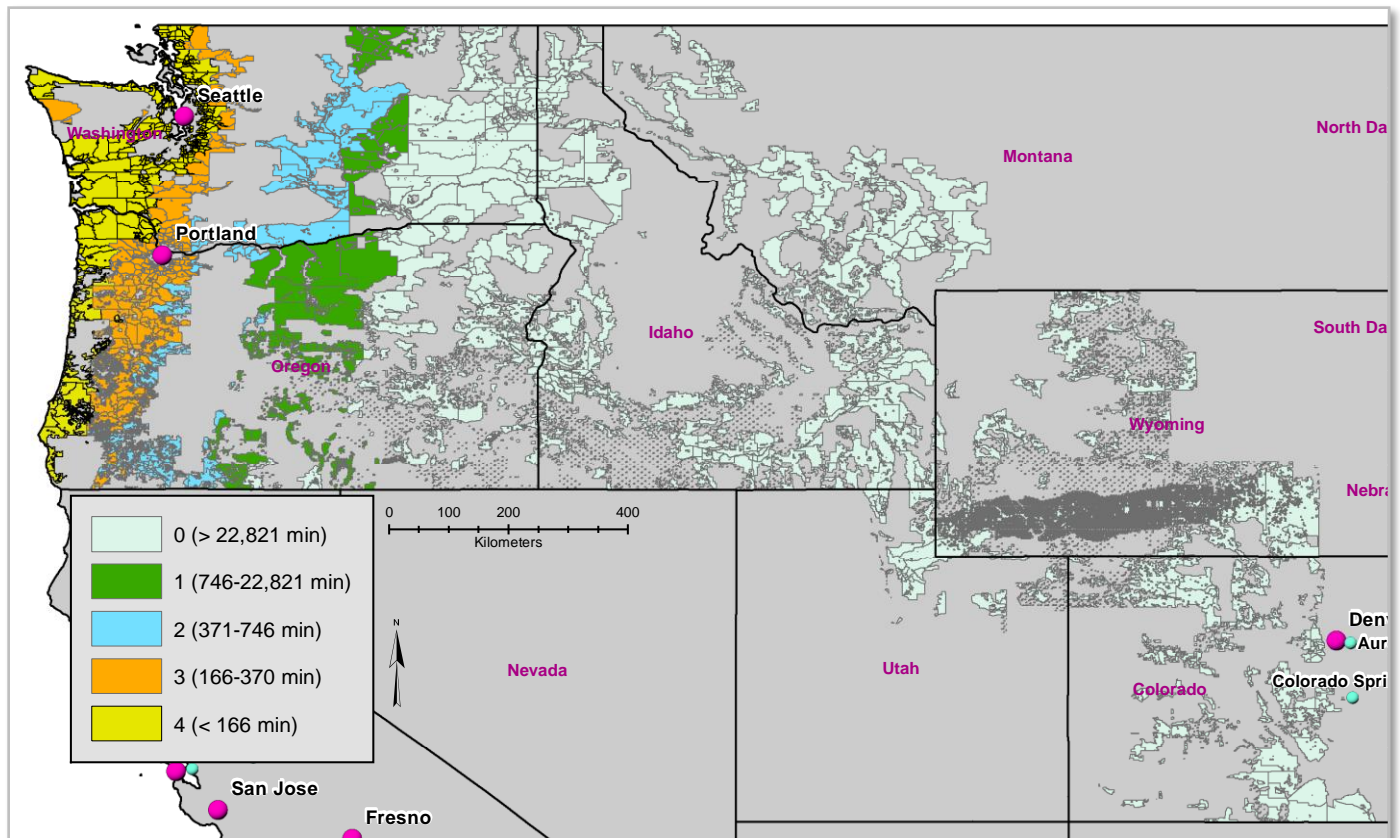 Seattle
Washington
North Da
Montana
Portland
Idaho
South Da
Oregon
Wyoming
Nebra
0 (> 22,821 min)
1 (746-22,821 min)
2 (371-746 min)
3 (166-370 min)
4 (< 166 min)
0 100 200 400
Kilometers
N
Nevada
Utah
Colorado
Denv
Aur
Colorado Spri
San Jose
Fresno